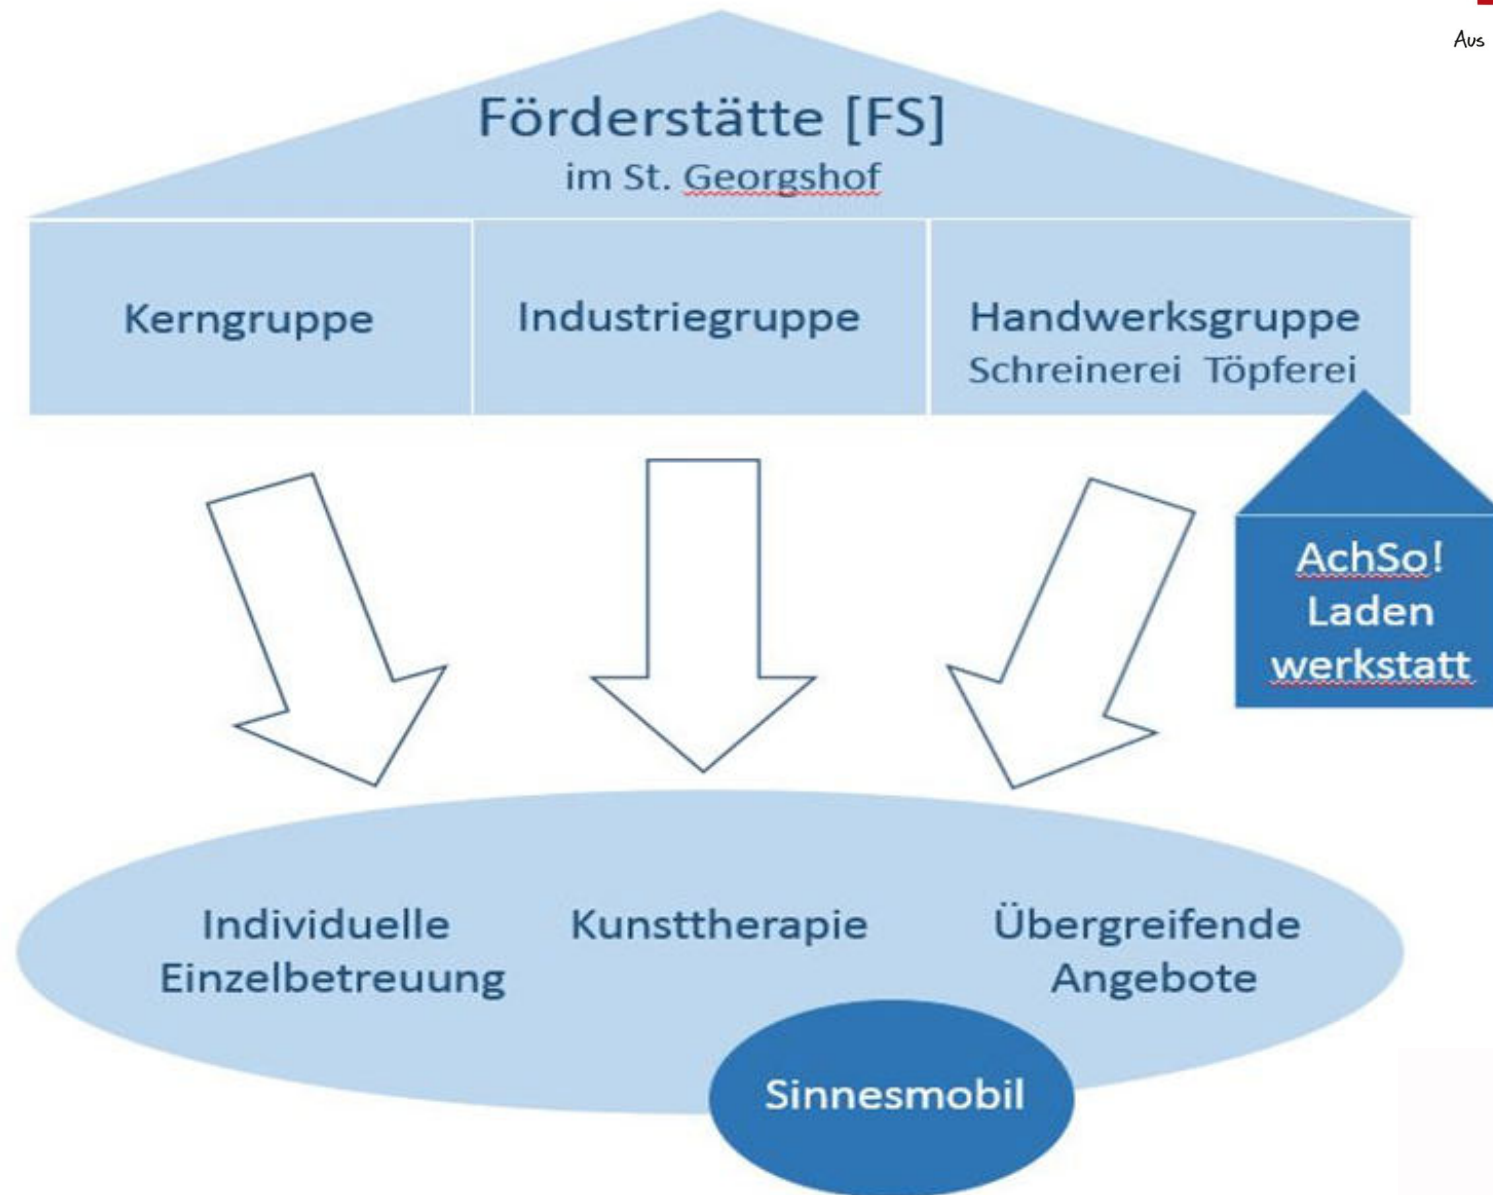 Aus
Förderstätte [FS]
im St. Georgshof
Kerngruppe
Industriegruppe
Handwerksgruppe
Schreinerei Töpferei
AchSo!
Laden
werkstatt
Individuelle
Einzelbetreuung
Kunsttherapie
Übergreifende
Angebote
Sinnesmobil